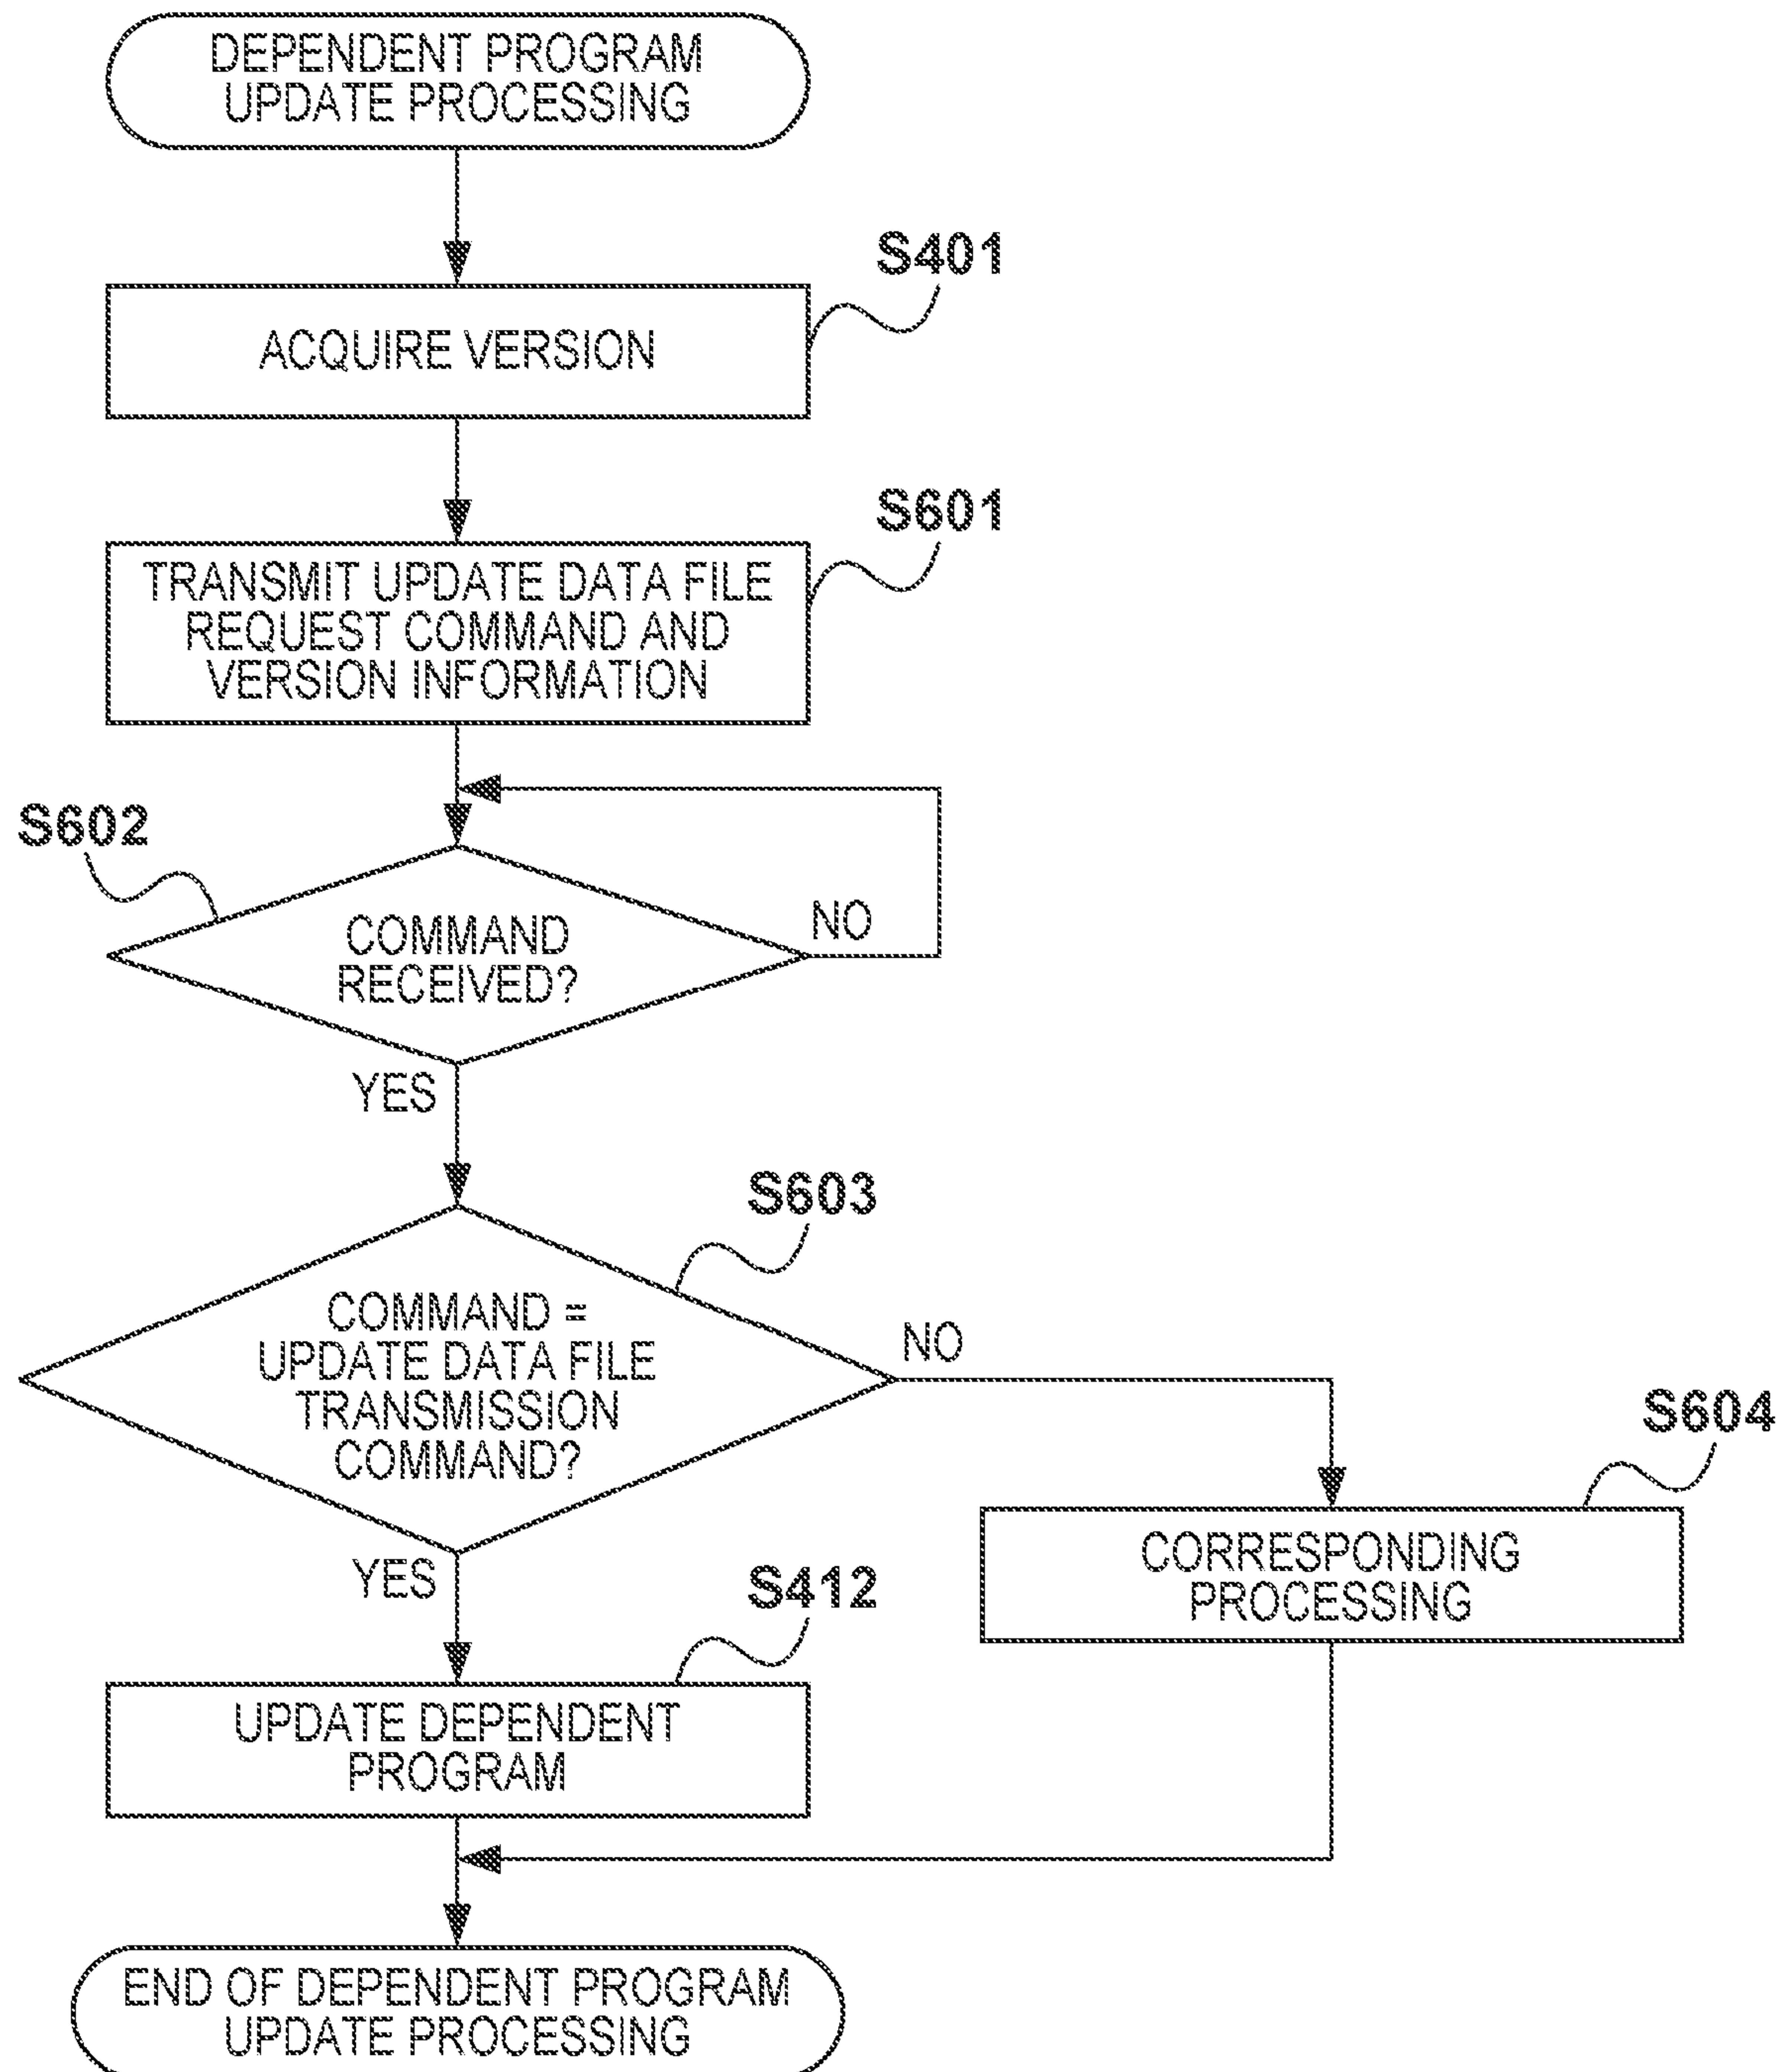 DEPENDENT PROGRAM
UPDATE PROCESSING
S401
ACQUIRE VERSION
S601
TRANSMIT UPDATE DATA FILE
REQUEST COMMAND AND
VERSION INFORMATION
S602
COMMAND
RECEIVED?
NO
YES
S603
COMMAND =
UPDATE DATA FILE
TRANSMISSION
COMMAND?
NO
YES
S604
CORRESPONDING
PROCESSING
S412
UPDATE DEPENDENT
PROGRAM
END OF DEPENDENT PROGRAM
UPDATE PROCESSING